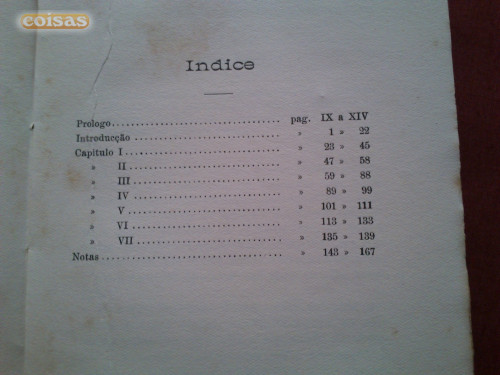 coisas
Indice
Prologo........................................ pag. IX a XIV
Introducção .................................... » 1 » 22
Capitulo I....................................... » 23 » 45
» II..................................... » 47 » 58
» III.................................... » 59 » 88
» IV.................................... » 89 » 99
» V..................................... » 101 » 111
» VI.................................... » 113 » 133
» VII................................... » 135 » 139
Notas.......................................... » 143 » 167